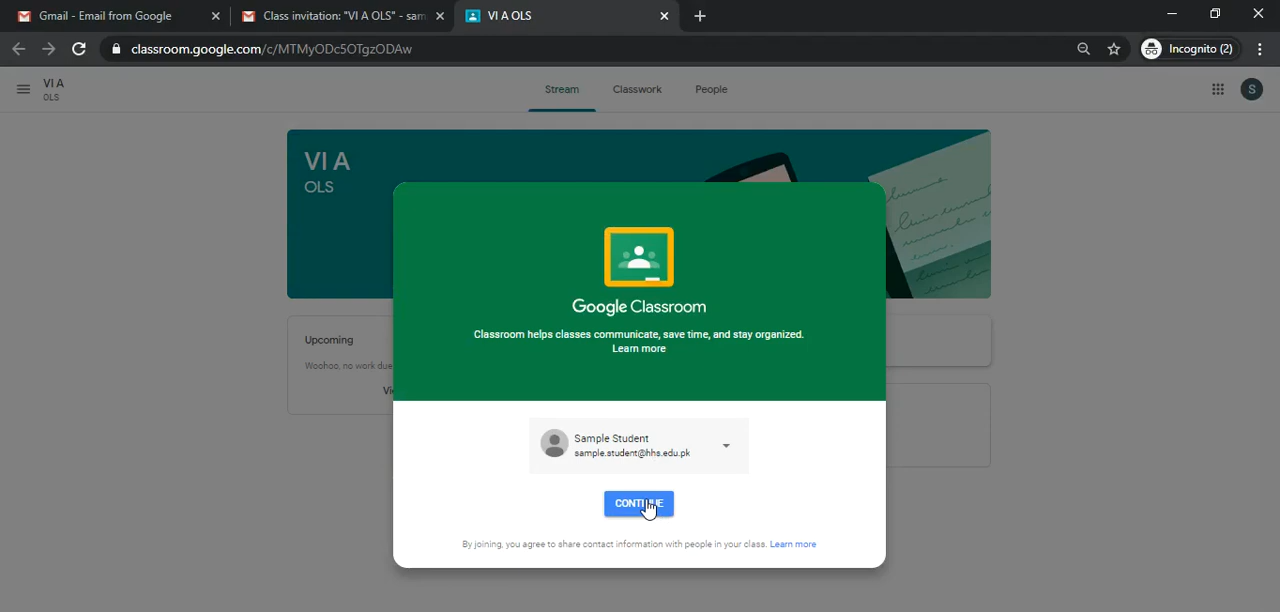 Gmail - Email from Google
Class invitation: "VI A OLS" - sam
VI A OLS
classroom.google.com/c/MTMyODc5OTgzODAw
Incognito (2)
VI A
OLS
Stream
Classwork
People
S
VI A
OLS
Google Classroom
Classroom helps classes communicate, save time, and stay organized.
Learn more
Upcoming
Woohoo, no work due
Sample Student
sample.student@hhs.edu.pk
CONTINUE
By joining, you agree to share contact information with people in your class. Learn more